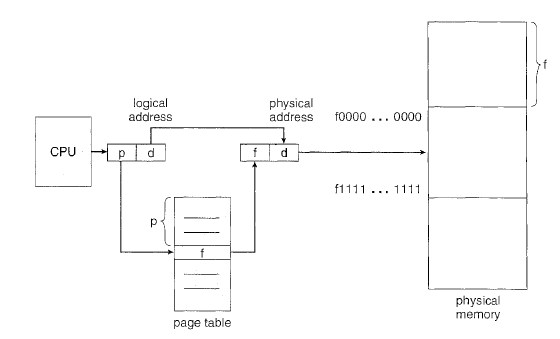 logical
address
physical
address
CPU
p
d
f
d
f0000 ... 0000
f1111 ... 1111
f
p
f
page table
physical
memory